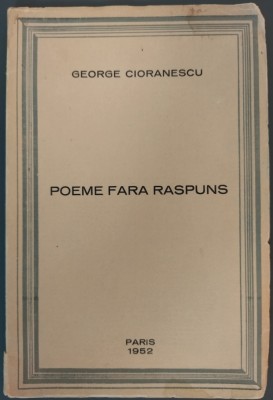 GEORGE CIORANESCU
POEME FARA RASPUNS
PARIS
1952